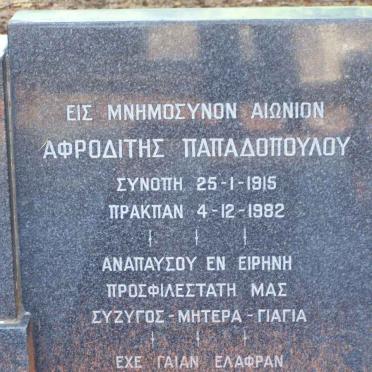 ΕΙΣ ΜΝΗΜΟΣΥΝΟΝ ΑΙΩΝΙΟΝ
ΑΦΡΟΔΙΤΗΣ ΠΑΠΑΔΟΠΟΥΛΟΥ
ΣΥΝΟΠΗ 25-1-1915
ΠΡΑΚΠΑΝ 4-12-1982
ΑΝΑΠΑΥΣΟΥ ΕΝ ΕΙΡΗΝΗ
ΠΡΟΣΦΙΛΕΣΤΑΤΗ ΜΑΣ
ΣΥΖΥΓΟΣ-ΜΗΤΕΡΑ-ΓΙΑΓΙΑ
ΕΧΕ ΓΑΙΑΝ ΕΛΑΦΡΑΝ